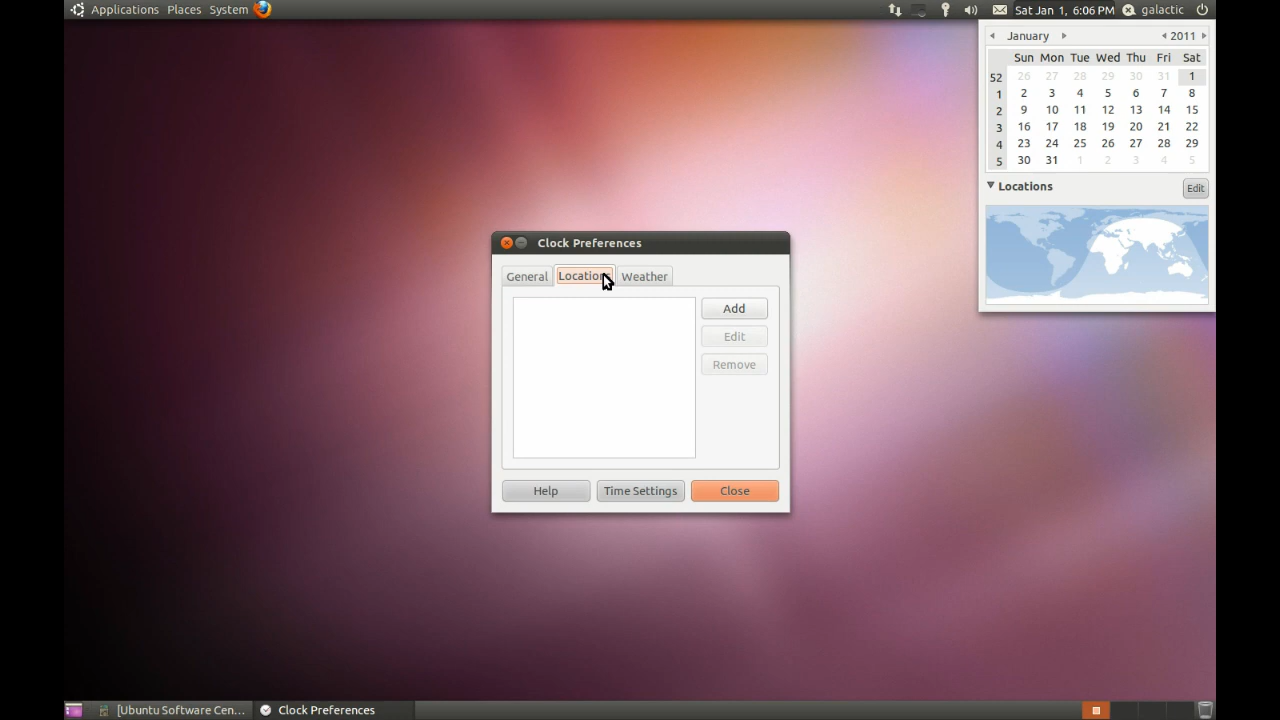 Applications Places System Sat Jan 1, 6:06 PM galactic
January 2011
Sun Mon Tue Wed Thu Fri Sat
52 26 27 28 29 30 31 1
1 2 3 4 5 6 7 8
2 9 10 11 12 13 14 15
3 16 17 18 19 20 21 22
4 23 24 25 26 27 28 29
5 30 31 1 2 3 4 5
Locations Edit
Clock Preferences
General Locations Weather
Add
Edit
Remove
Help Time Settings Close
[Ubuntu Software Cen... Clock Preferences